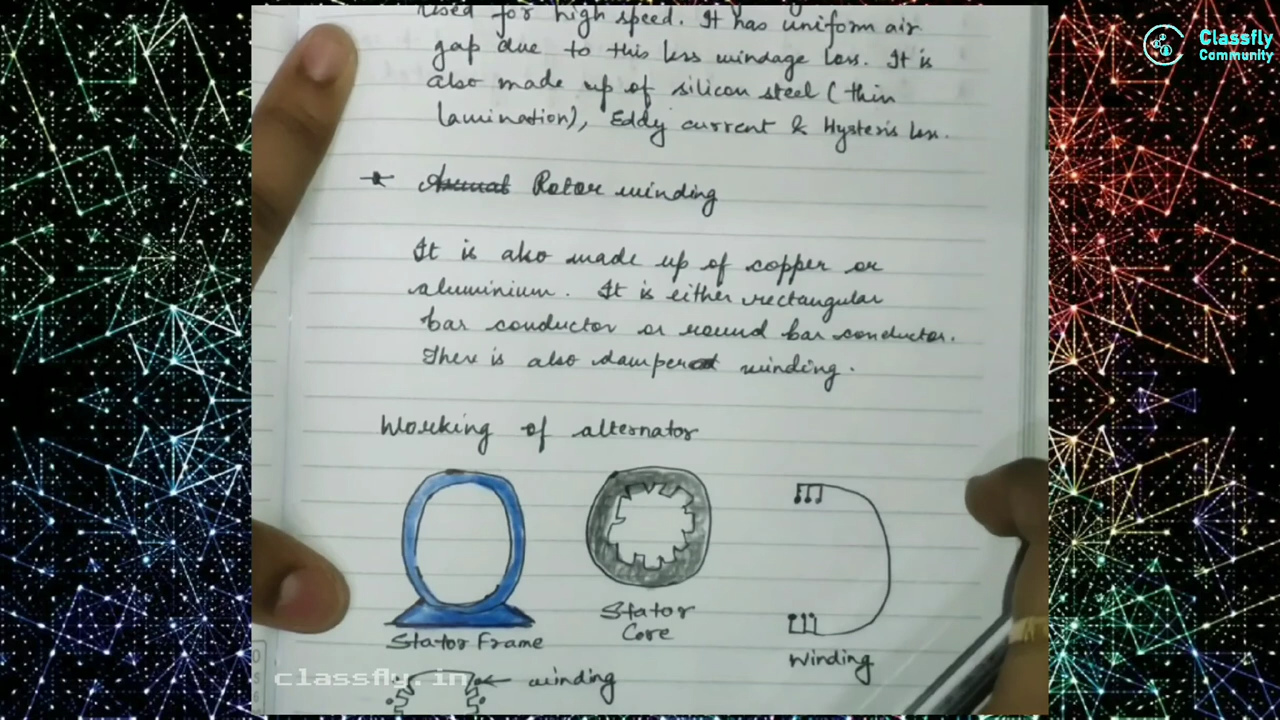 used for high speed. It has uniform air
gap due to this less windage loss. It is
also made up of silicon steel (thin
lamination), Eddy current & Hysteris loss.
Rotor winding
It is also made up of copper or
aluminium. It is either rectangular
bar conductor or round bar conductor.
There is also damper winding.
Working of alternator
Stator Frame
Stator
Core
Winding
winding
classfly.in
Classfly
Community